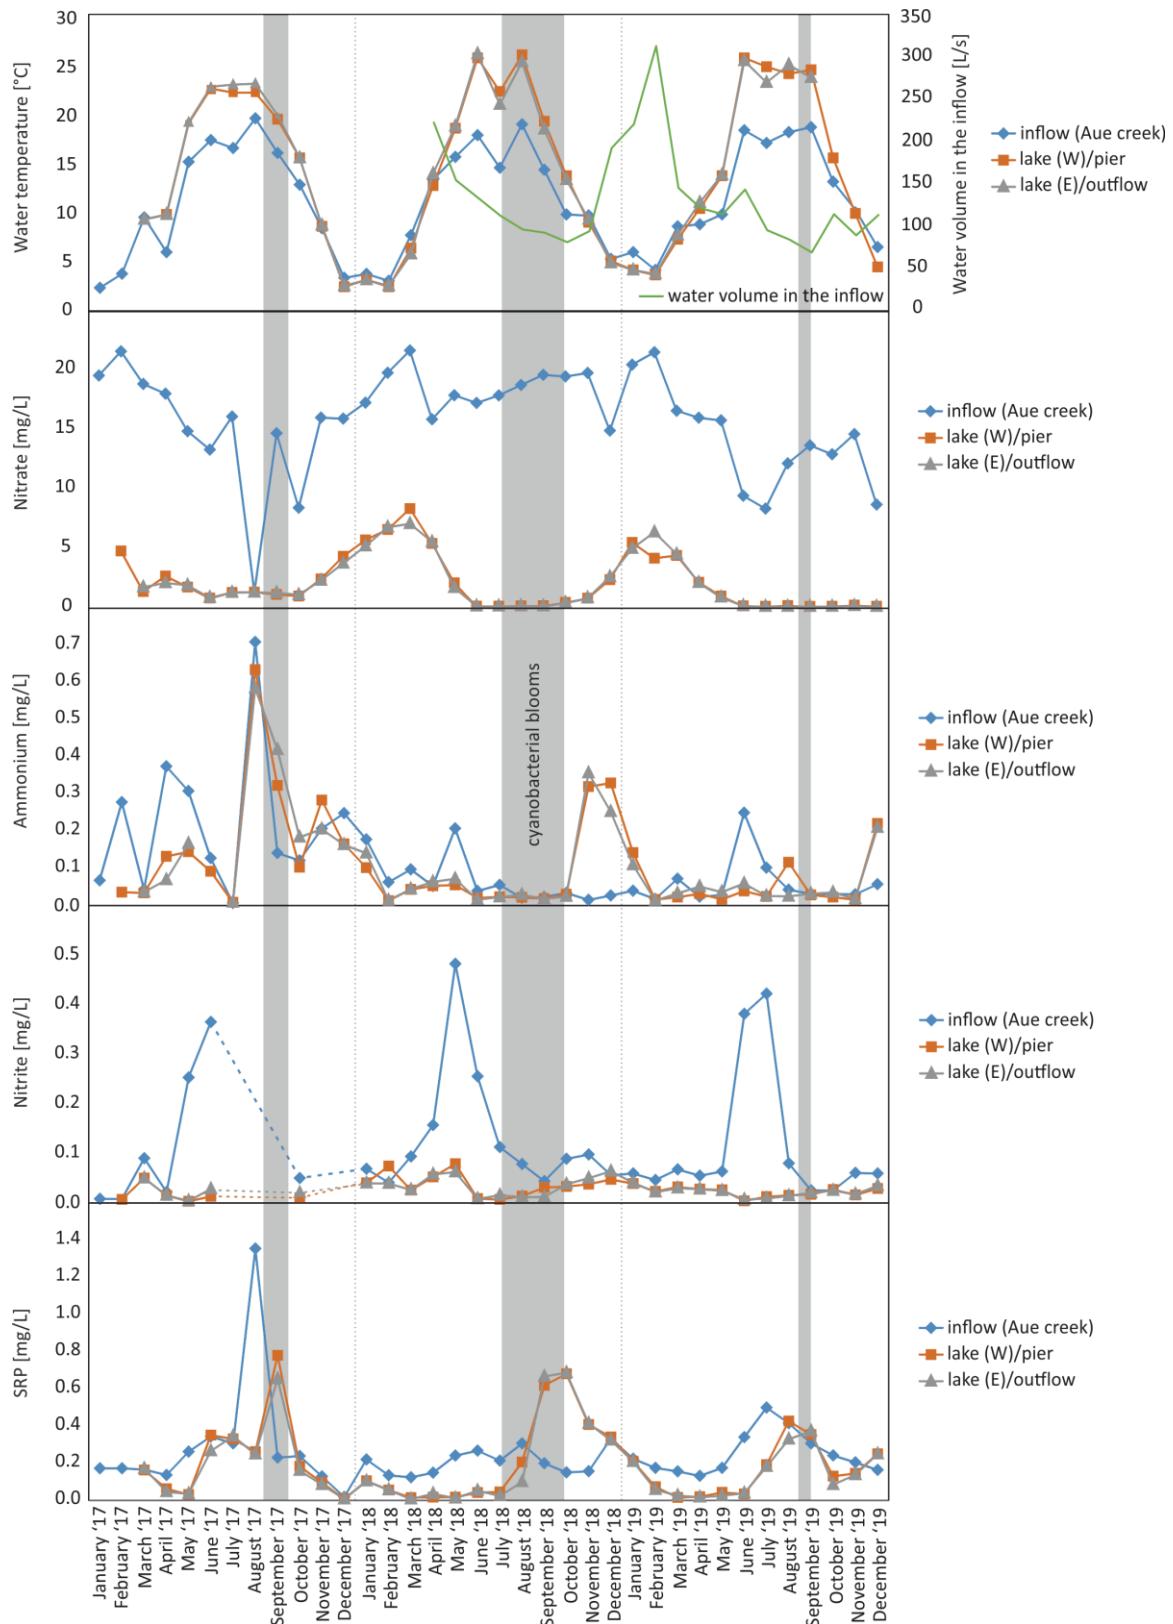 Water temperature [°C]
30
25
20
15
10
5
0
350
300
250
200
150
100
50
0
Water volume in the inflow [L/s]
water volume in the inflow
inflow (Aue creek)
lake (W)/pier
lake (E)/outflow
Nitrate [mg/L]
20
15
10
5
0
inflow (Aue creek)
lake (W)/pier
lake (E)/outflow
Ammonium [mg/L]
0.7
0.6
0.5
0.4
0.3
0.2
0.1
0.0
cyanobacterial blooms
inflow (Aue creek)
lake (W)/pier
lake (E)/outflow
Nitrite [mg/L]
0.5
0.4
0.3
0.2
0.1
0.0
inflow (Aue creek)
lake (W)/pier
lake (E)/outflow
SRP [mg/L]
1.4
1.2
1.0
0.8
0.6
0.4
0.2
0.0
inflow (Aue creek)
lake (W)/pier
lake (E)/outflow
January ‘17
February ‘17
March ‘17
April ‘17
May ‘17
June ‘17
July ‘17
August ‘17
September ‘17
October ‘17
November ‘17
December ‘17
January ‘18
February ‘18
March ‘18
April ‘18
May ‘18
June ‘18
July ‘18
August ‘18
September ‘18
October ‘18
November ‘18
December ‘18
January ‘19
February ‘19
March ‘19
April ‘19
May ‘19
June ‘19
July ‘19
August ‘19
September ‘19
October ‘19
November ‘19
December ‘19